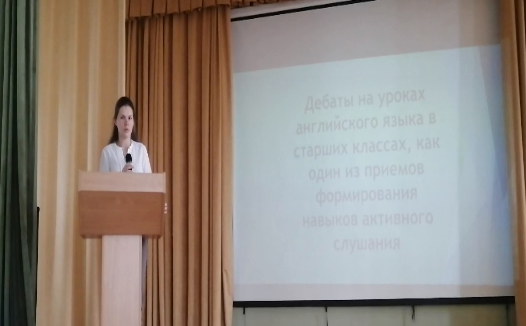 Дебаты на уроках
английского языка в
старших классах, как
один из приемов
формирования
навыков активного
слушания